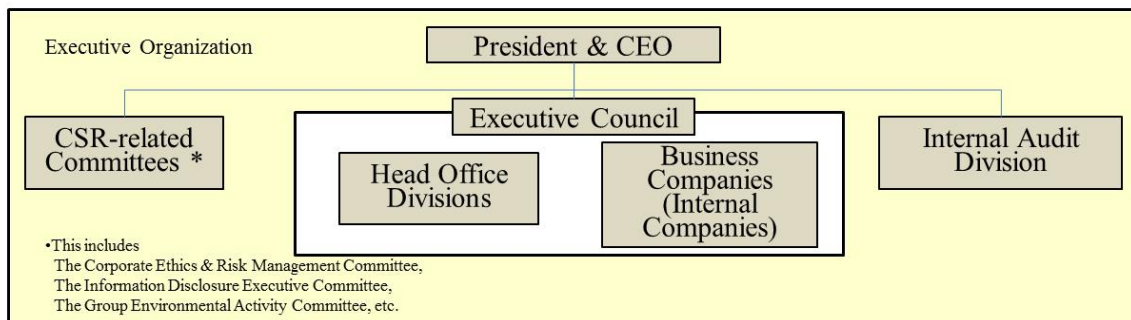 Executive Organization
President & CEO
Executive Council
CSR-related
Committees *
Internal Audit
Division
Head Office
Divisions
Business
Companies
(Internal
Companies)
•This includes
The Corporate Ethics & Risk Management Committee,
The Information Disclosure Executive Committee,
The Group Environmental Activity Committee, etc.